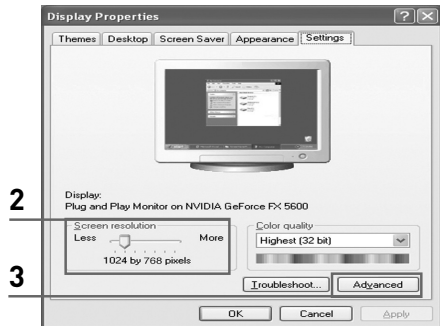 Display Properties
Themes Desktop Screen Saver Appearance Settings
Display:
Plug and Play Monitor on NVIDIA GeForce FX 5600
2
Screen resolution
Less More
1024 by 768 pixels
Color quality
Highest (32 bit)
3
Troubleshoot... Advanced
OK Cancel Apply